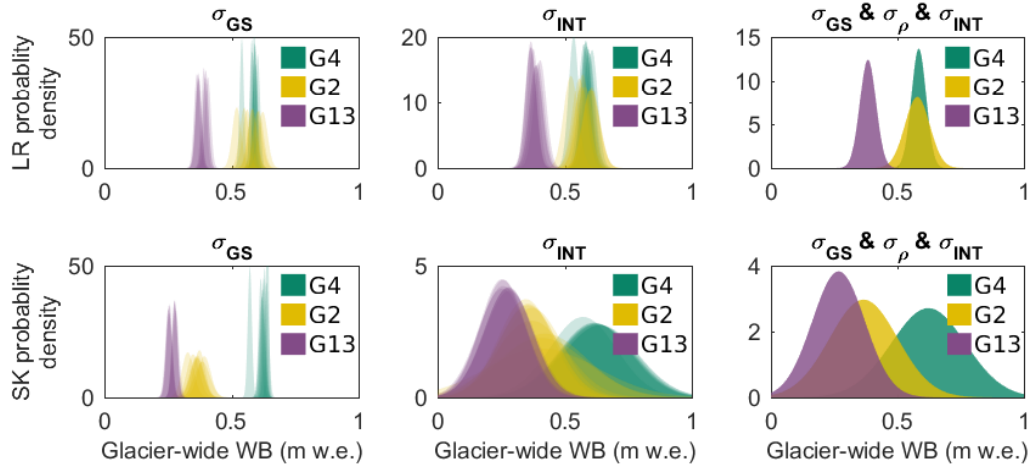 σGS
σINT
σGS & σρ & σINT
LR probablity
density
50
0
G4
G2
G13
0 0.5 1
20
10
0
G4
G2
G13
0 0.5 1
15
10
5
0
G4
G2
G13
0 0.5 1
σGS
σINT
σGS & σρ & σINT
SK probablity
density
50
0
G4
G2
G13
0 0.5 1
Glacier-wide WB (m w.e.)
5
0
G4
G2
G13
0 0.5 1
Glacier-wide WB (m w.e.)
4
2
0
G4
G2
G13
0 0.5 1
Glacier-wide WB (m w.e.)